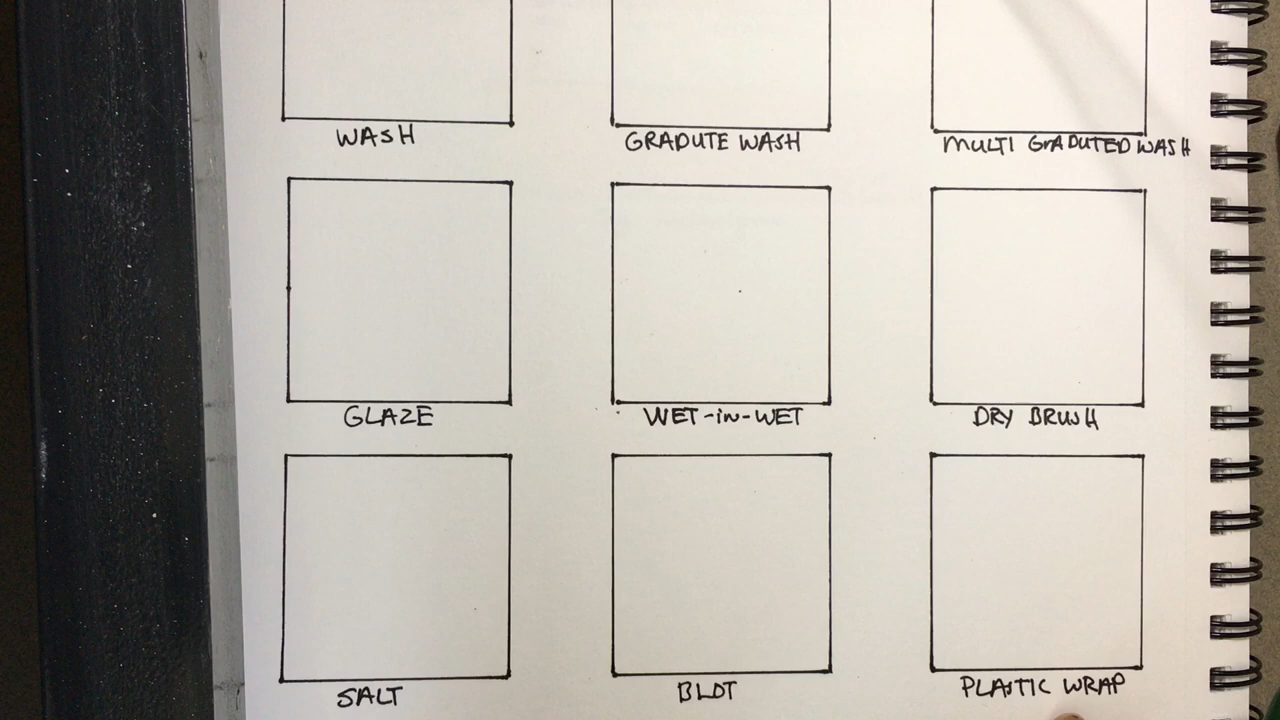 WASH
GRADUTE WASH
MULTI GRADUTED WASH
GLAZE
WET-iN-WET
DRY BRUSH
SALT
BLOT
PLASTIC WRAP